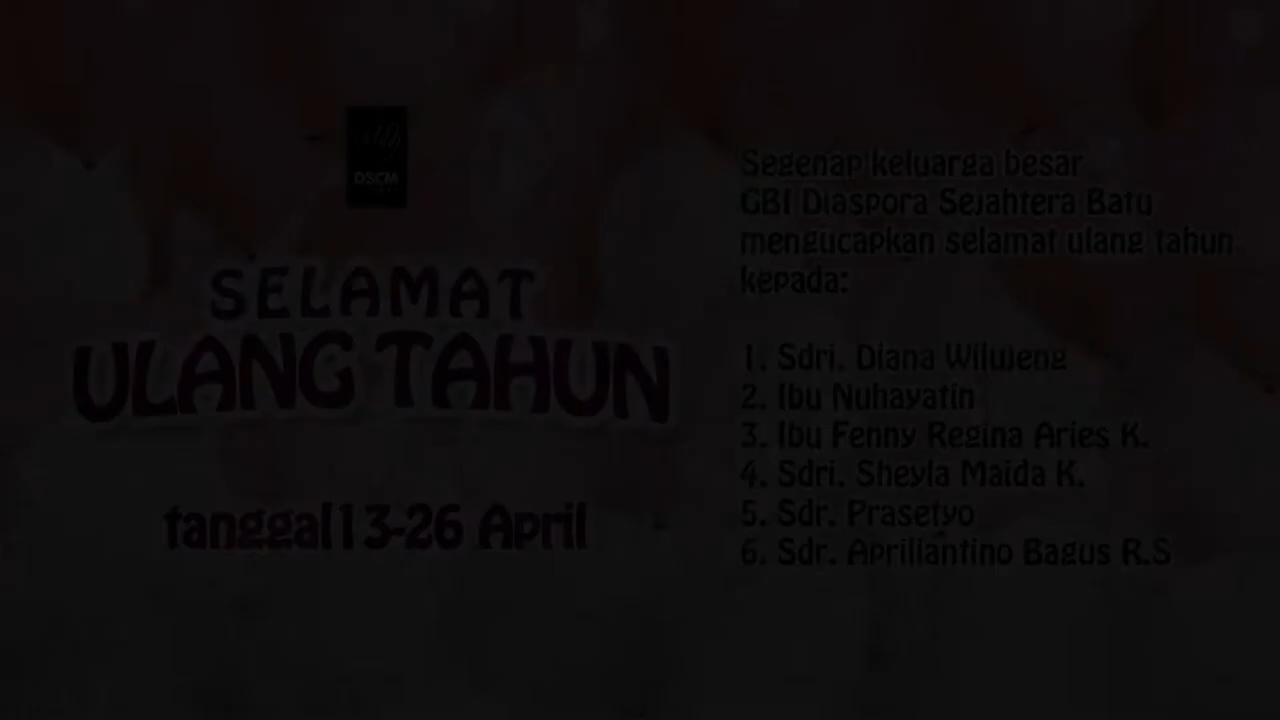 DSCM
SELAMAT
ULANG TAHUN
tanggal13-26 April
Segenap keluarga besar
GBI Diaspora Sejahtera Batu
mengucapkan selamat ulang tahun
kepada:
1. Sdri. Diana Wilujeng
2. Ibu Nuhayatin
3. Ibu Fenny Regina Aries K.
4. Sdri. Sheyla Maida K.
5. Sdr. Prasetyo
6. Sdr. Apriliantino Bagus R.S